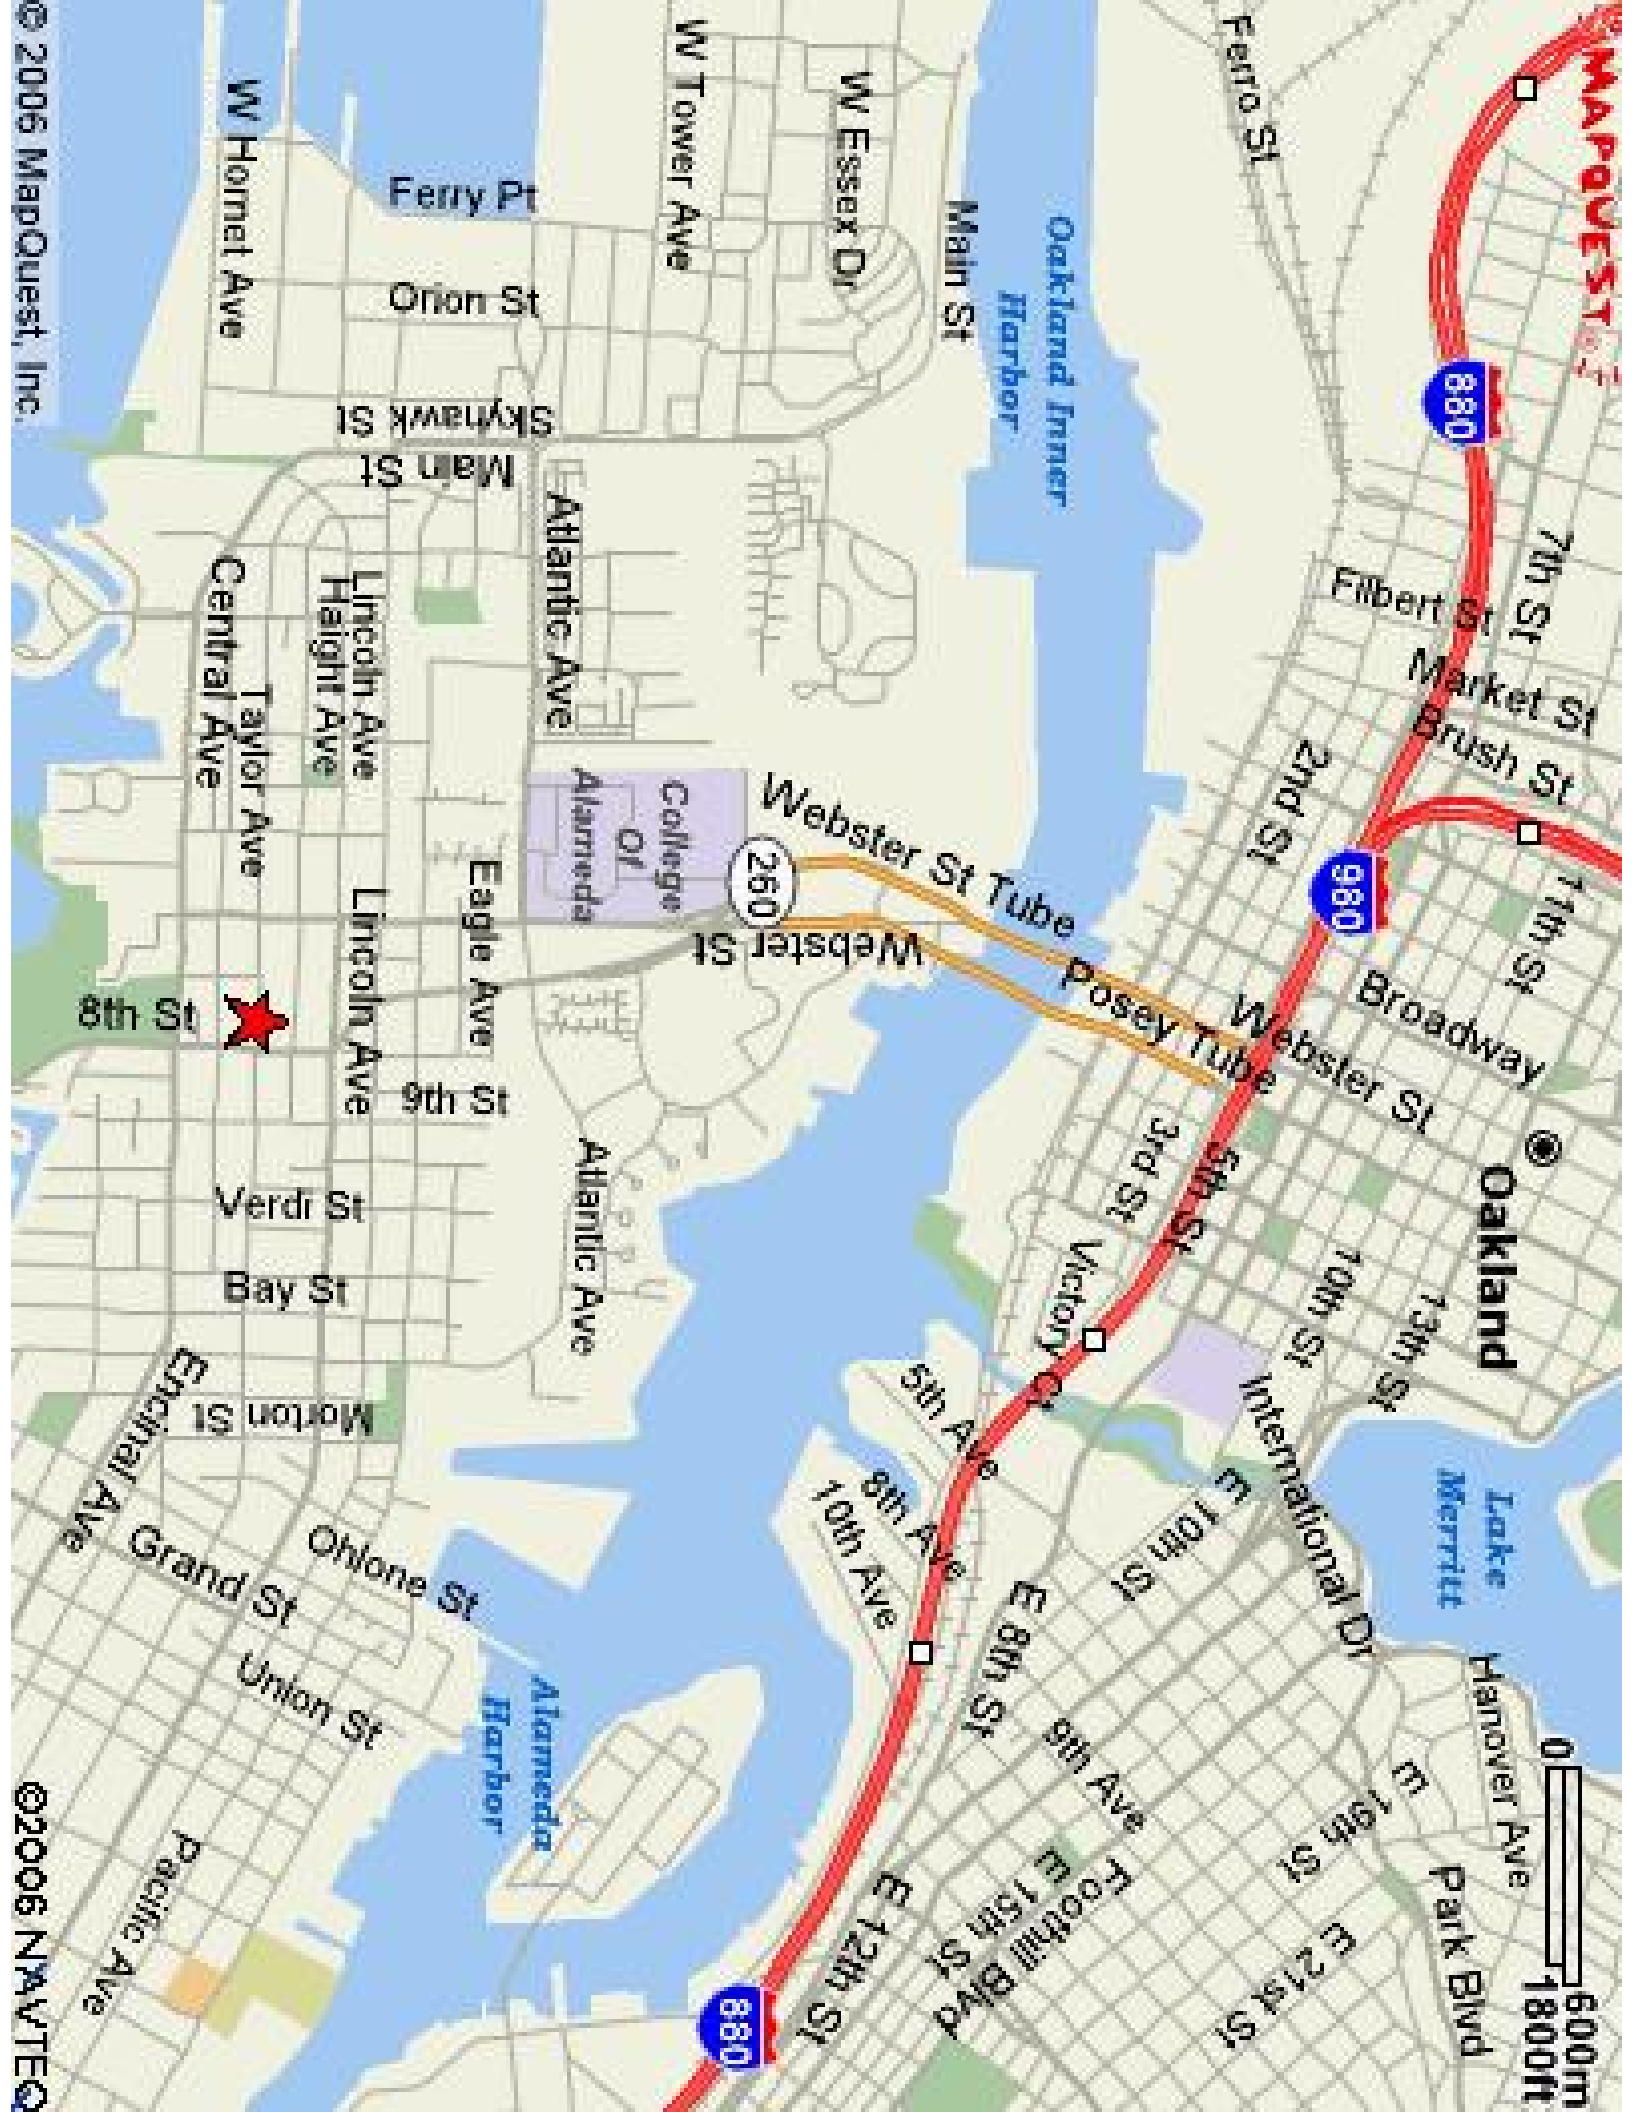 MAPQUEST
880
7th St
Filbert St
Market St
Brush St
11th St
980
2nd St
Broadway
Webster St
Oakland
Ferro St
Oakland Inner
Harbor
Main St
W Essex Dr
W Tower Ave
Ferry Pt
Orion St
W Hornet Ave
Skyhawk St
Main St
Atlantic Ave
Lincoln Ave
Haight Ave
Central Ave
Taylor Ave
College
Of
Alameda
260
Webster St Tube
Webster St
Posey Tube
Eagle Ave
Lincoln Ave
8th St
9th St
Atlantic Ave
Verdi St
Bay St
Morton St
Encinal Ave
Grand St
Ohlone St
Union St
Pacific Ave
Alameda
Harbor
3rd St
5th St
Victory Ct
10th St
13th St
International Dr
Lake
Merritt
5th Ave
8th Ave
10th Ave
E 10th St
E 8th St
9th Ave
Hanover Ave
E 19th St
Park Blvd
E 21st St
Foothill Blvd
E 15th St
E 12th St
880
0
600m
1800ft
© 2006 MapQuest, Inc.
©2006 NAVTEQ